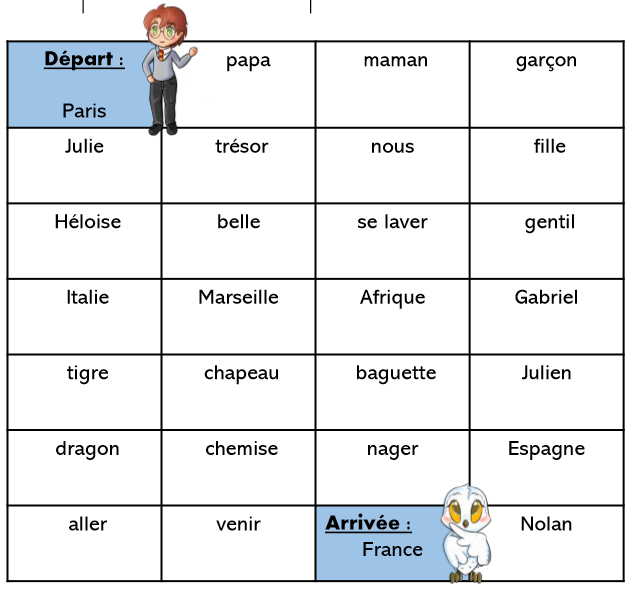 Départ :
Paris
papa
maman
garçon
Julie
trésor
nous
fille
Héloise
belle
se laver
gentil
Italie
Marseille
Afrique
Gabriel
tigre
chapeau
baguette
Julien
dragon
chemise
nager
Espagne
aller
venir
Arrivée :
France
Nolan